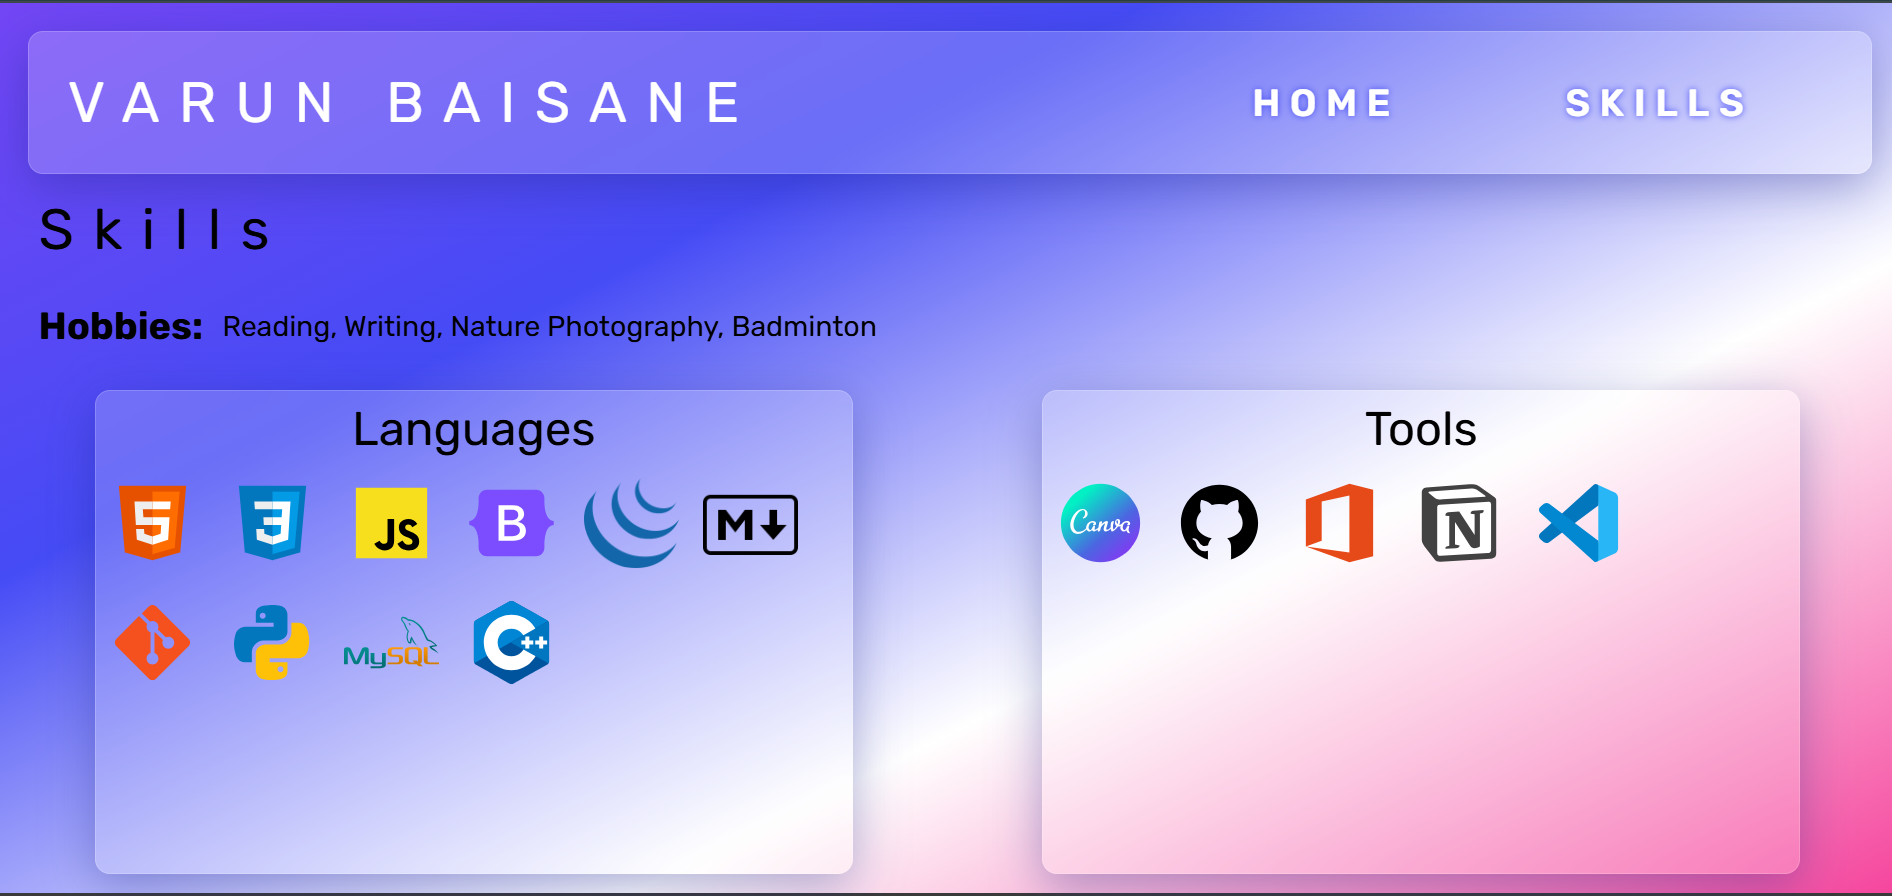 VARUN BAISANE HOME SKILLS
Skills
Hobbies: Reading, Writing, Nature Photography, Badminton
Languages Tools
5 3 JS B M Canva N
MySQL C++